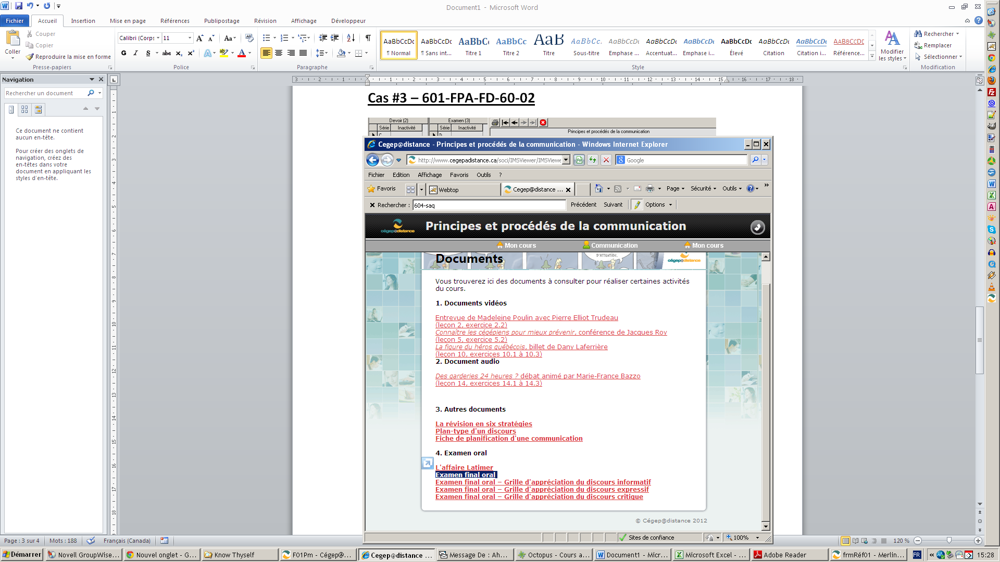 Document1 - Microsoft Word
Fichier Accueil Insertion Mise en page Références Publipostage Révision Affichage Développeur
Coller
Couper
Copier
Reproduire la mise en forme
Presse-papiers
Calibri (Corps 11
G I S abc x₂ x²
Police
Paragraphe
AaBbCcDc AaBbCcDc AaBbC( AaBbCc AaB AaBbCc. AaBbCcDc AaBbCcDc AaBbCcDc AaBbCcDc AaBbCcDc AaBbCcDc AABBCCDE
¶ Normal ¶ Sans int... Titre 1 Titre 2 Titre Sous-titre Emphase ... Accentuat... Emphase i... Élevé Citation Citation i... Référence...
Style
Modifier les styles
Rechercher
Remplacer
Sélectionner
Modification
Navigation
Rechercher un document
Ce document ne contient
aucun en-tête.
Pour créer des onglets de
navigation, créez des
en-têtes dans votre
document en appliquant les
styles d'en-tête.
Cas #3 – 601-FPA-FD-60-02
Devoir (2) Examen (3)
Série Inactivité Série Inactivité
Principes et procédés de la communication
Cegep@distance - Principes et procédés de la communication - Windows Internet Explorer
http://www.cegepadistance.ca/soci/IMSViewer/IMSViewe
Google
Fichier Edition Affichage Favoris Outils ?
Favoris Webtop Cegep@distance ... Page Sécurité Outils
Rechercher : 604-saq Précédent Suivant Options
cégep@distance Principes et procédés de la communication
Mon cours Communication Mon cours
Documents
D'ATTENTION.
cégep@distance
Vous trouverez ici des documents à consulter pour réaliser certaines activités
du cours.
1. Documents vidéos
Entrevue de Madeleine Poulin avec Pierre Elliot Trudeau
(leçon 2, exercice 2.2)
Connaître les cégépiens pour mieux prévenir, conférence de Jacques Roy
(leçon 5, exercice 5.2)
La figure du héros québécois, billet de Dany Laferrière
(leçon 10, exercices 10.1 à 10.3)
2. Document audio
Des garderies 24 heures ? débat animé par Marie-France Bazzo
(leçon 14, exercices 14.1 à 14.3)
3. Autres documents
La révision en six stratégies
Plan-type d'un discours
Fiche de planification d'une communication
4. Examen oral
L'affaire Latimer
Examen final oral
Examen final oral – Grille d'appréciation du discours informatif
Examen final oral – Grille d'appréciation du discours expressif
Examen final oral – Grille d'appréciation du discours critique
© Cégep@distance 2012
Sites de confiance 100%
Page : 3 sur 4 Mots : 188 Français (Canada) 120 %
Démarrer Novell GroupWise... Nouvel onglet - G... Know Thyself F01Pm - Cégep@... Cegep@distance ... Message De : Ah... Octopus - Cours a... Document1 - Micr... Microsoft Excel - ... Adobe Reader frmRéf01 - Merlin... FR 15:28